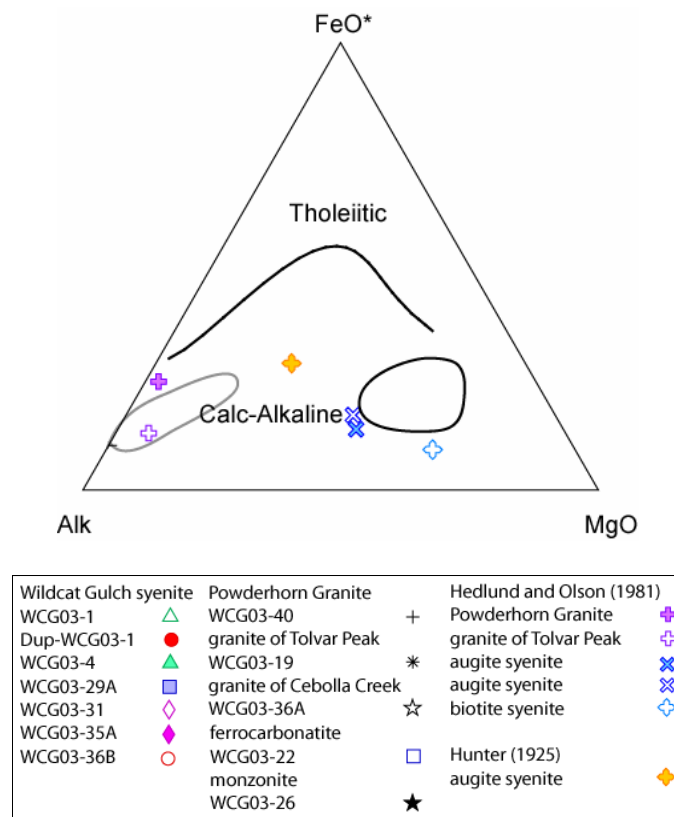 FeO*
Tholeiitic
Calc-Alkaline
Alk
MgO
Wildcat Gulch syenite
WCG03-1
Dup-WCG03-1
WCG03-4
WCG03-29A
WCG03-31
WCG03-35A
WCG03-36B
Powderhorn Granite
WCG03-40
granite of Tolvar Peak
WCG03-19
granite of Cebolla Creek
WCG03-36A
ferrocarbonatite
WCG03-22
monzonite
WCG03-26
Hedlund and Olson (1981)
Powderhorn Granite
granite of Tolvar Peak
augite syenite
augite syenite
biotite syenite
Hunter (1925)
augite syenite